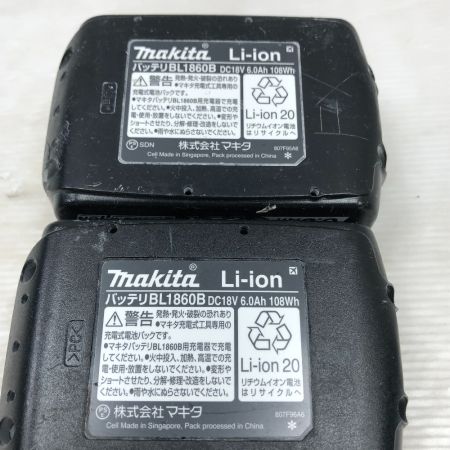 makita Li-ion
バッテリBL1860B DC18V 6.0Ah 108Wh
警告 発熱・発火・破裂の恐れあり
・マキタ充電式工具専用の
充電式電池パックです。
・マキタバッテリBL1860B用充電器で充電
してください。・火中投入、加熱、高温での充
電・使用・放置をしないでください。・変形や
ショートさせたり、分解・修理・改造をしないで
ください。・雨や水にぬらさないでください。
Li-ion 20
リチウムイオン電池
はリサイクルへ
SDN
株式会社マキタ
807F96A6
Cell Made in Singapore, Pack processed in China
makita Li-ion
バッテリBL1860B DC18V 6.0Ah 108Wh
警告 発熱・発火・破裂の恐れあり
・マキタ充電式工具専用の
充電式電池パックです。
・マキタバッテリBL1860B用充電器で充電
してください。・火中投入、加熱、高温での充
電・使用・放置をしないでください。・変形や
ショートさせたり、分解・修理・改造をしないで
ください。・雨や水にぬらさないでください。
Li-ion 20
リチウムイオン電池
はリサイクルへ
株式会社マキタ
807F96A6
Cell Made in Singapore, Pack processed in China
>PC<